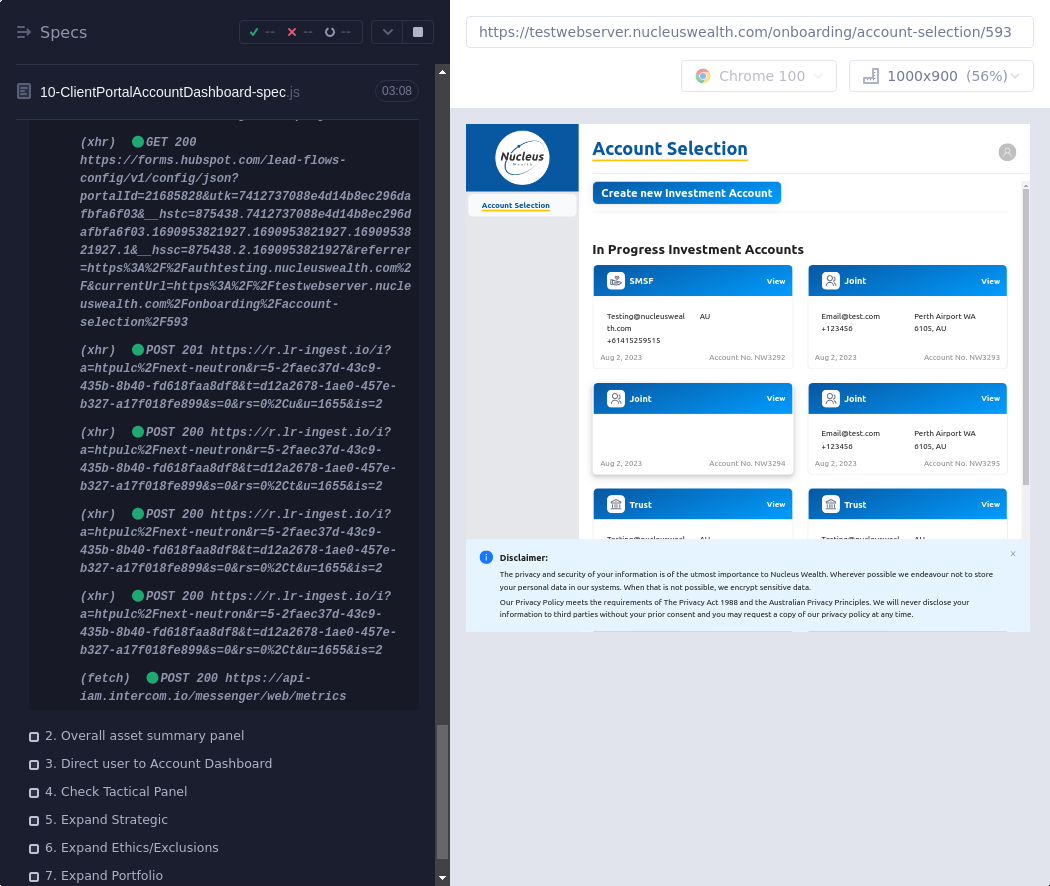 Specs
-- -- --
10-ClientPortalAccountDashboard-spec.js 03:08
(xhr) GET 200
https://forms.hubspot.com/lead-flows-
config/v1/config/json?
portalId=21685828&utk=7412737088e4d14b8ec296da
fbfa6f03&__hstc=875438.7412737088e4d14b8ec296d
afbfa6f03.1690953821927.1690953821927.16909538
21927.1&__hssc=875438.2.1690953821927&referrer
=https%3A%2F%2Fauthtesting.nucleuswealth.com%2
F&currentUrl=https%3A%2F%2Ftestwebserver.nucle
uswealth.com%2Fonboarding%2Faccount-
selection%2F593
(xhr) POST 201 https://r.lr-ingest.io/i?
a=htpulc%2Fnext-neutron&r=5-2faec37d-43c9-
435b-8b40-fd618faa8df8&t=d12a2678-1ae0-457e-
b327-a17f018fe899&s=0&rs=0%2Cu&u=1655&is=2
(xhr) POST 200 https://r.lr-ingest.io/i?
a=htpulc%2Fnext-neutron&r=5-2faec37d-43c9-
435b-8b40-fd618faa8df8&t=d12a2678-1ae0-457e-
b327-a17f018fe899&s=0&rs=0%2Ct&u=1655&is=2
(xhr) POST 200 https://r.lr-ingest.io/i?
a=htpulc%2Fnext-neutron&r=5-2faec37d-43c9-
435b-8b40-fd618faa8df8&t=d12a2678-1ae0-457e-
b327-a17f018fe899&s=0&rs=0%2Ct&u=1655&is=2
(xhr) POST 200 https://r.lr-ingest.io/i?
a=htpulc%2Fnext-neutron&r=5-2faec37d-43c9-
435b-8b40-fd618faa8df8&t=d12a2678-1ae0-457e-
b327-a17f018fe899&s=0&rs=0%2Ct&u=1655&is=2
(fetch) POST 200 https://api-
iam.intercom.io/messenger/web/metrics
2. Overall asset summary panel
3. Direct user to Account Dashboard
4. Check Tactical Panel
5. Expand Strategic
6. Expand Ethics/Exclusions
7. Expand Portfolio
https://testwebserver.nucleuswealth.com/onboarding/account-selection/593
Chrome 100
1000x900 (56%)
Nucleus
Wealth
Account Selection
Account Selection
Create new Investment Account
In Progress Investment Accounts
SMSF View
Testing@nucleusweal AU
th.com
+61415259515
Aug 2, 2023 Account No. NW3292
Joint View
Email@test.com Perth Airport WA
+123456 6105, AU
Aug 2, 2023 Account No. NW3293
Joint View
Aug 2, 2023 Account No. NW3294
Joint View
Email@test.com Perth Airport WA
+123456 6105, AU
Aug 2, 2023 Account No. NW3295
Trust View
Testing@nucleusweal AU
Trust View
Testing@nucleusweal AU
Disclaimer:
The privacy and security of your information is of the utmost importance to Nucleus Wealth. Wherever possible we endeavour not to store
your personal data in our systems. When that is not possible, we encrypt sensitive data.
Our Privacy Policy meets the requirements of The Privacy Act 1988 and the Australian Privacy Principles. We will never disclose your
information to third parties without your prior consent and you may request a copy of our privacy policy at any time.